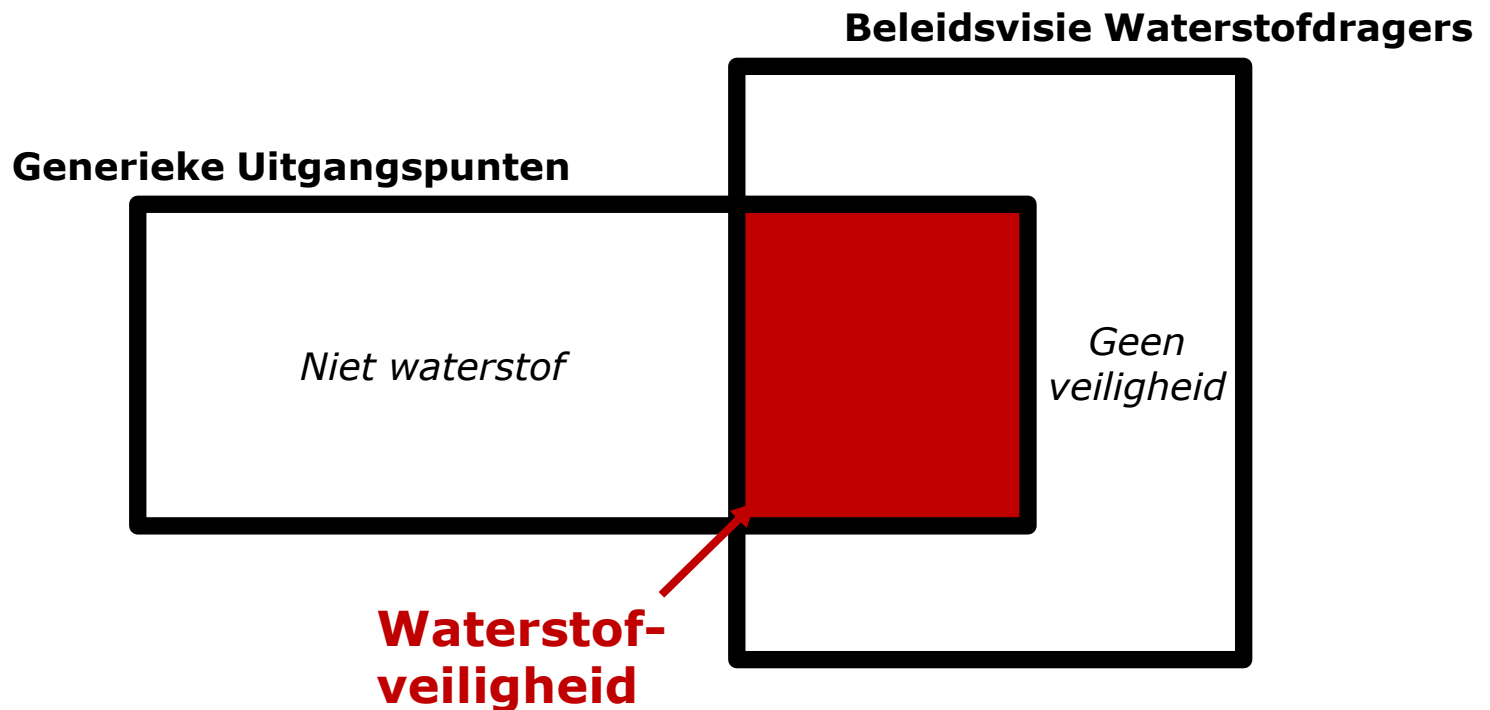 Beleidsvisie Waterstofdragers
Generieke Uitgangspunten
Niet waterstof
Geen
veiligheid
Waterstof-
veiligheid